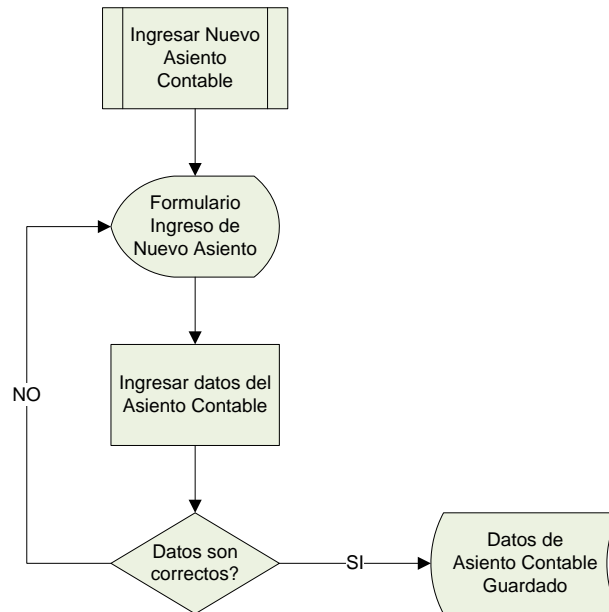 Ingresar Nuevo
Asiento
Contable
Formulario
Ingreso de
Nuevo Asiento
Ingresar datos del
Asiento Contable
NO
Datos son
correctos?
SI
Datos de
Asiento Contable
Guardado